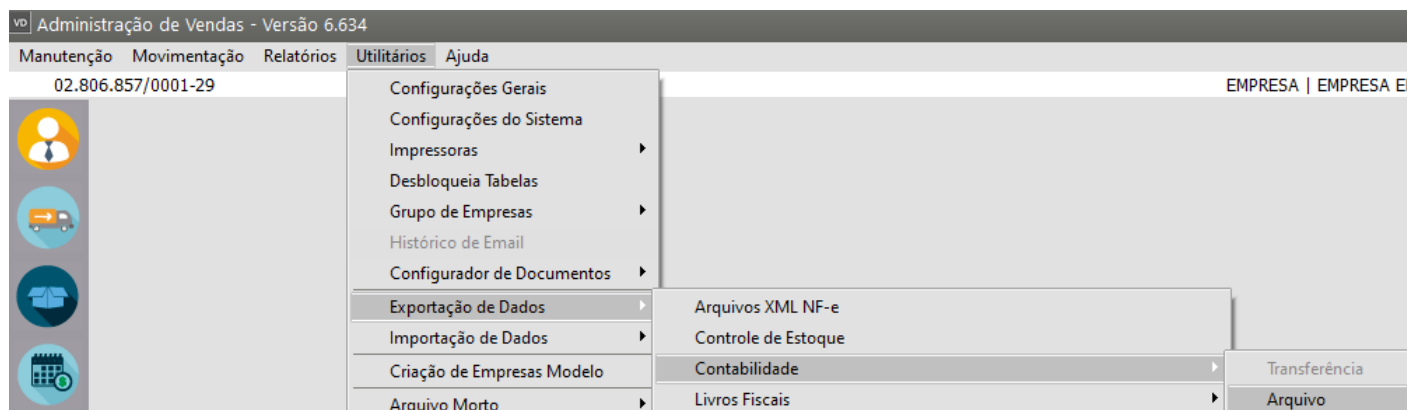 VD Administração de Vendas - Versão 6.634
Manutenção Movimentação Relatórios Utilitários Ajuda
02.806.857/0001-29 EMPRESA | EMPRESA
Configurações Gerais
Configurações do Sistema
Impressoras
Desbloqueia Tabelas
Grupo de Empresas
Histórico de Email
Configurador de Documentos
Exportação de Dados Arquivos XML NF-e
Importação de Dados Controle de Estoque
Criação de Empresas Modelo Contabilidade Transferência
Arquivo Morto Livros Fiscais Arquivo